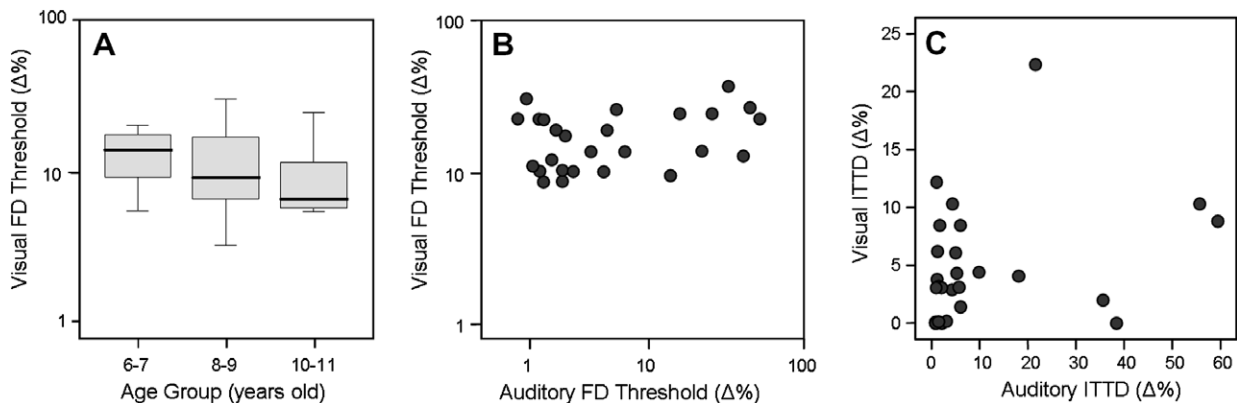 A
Visual FD Threshold (Δ%)
100
10
1
6-7 8-9 10-11
Age Group (years old)
B
Visual FD Threshold (Δ%)
100
10
1
1 10 100
Auditory FD Threshold (Δ%)
C
Visual ITTD (Δ%)
25
20
15
10
5
0
0 10 20 30 40 50 60
Auditory ITTD (Δ%)